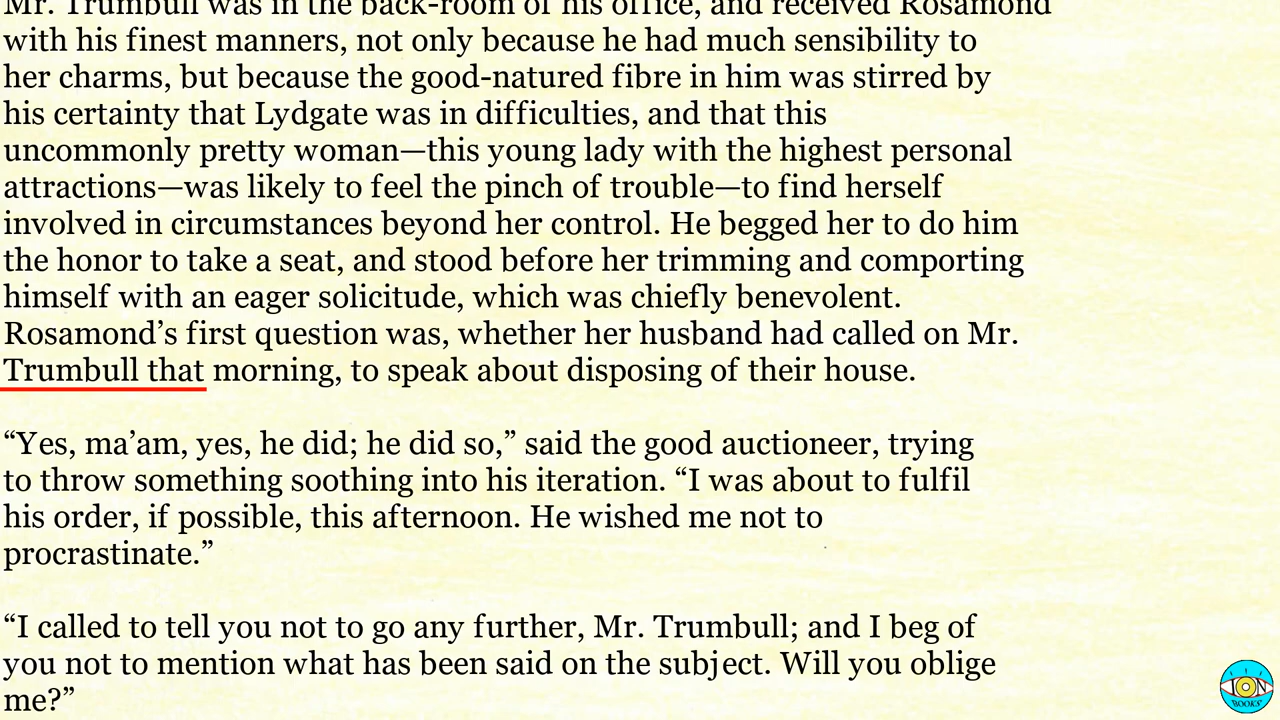 Mr. Trumbull was in the back-room of his office, and received Rosamond
with his finest manners, not only because he had much sensibility to
her charms, but because the good-natured fibre in him was stirred by
his certainty that Lydgate was in difficulties, and that this
uncommonly pretty woman—this young lady with the highest personal
attractions—was likely to feel the pinch of trouble—to find herself
involved in circumstances beyond her control. He begged her to do him
the honor to take a seat, and stood before her trimming and comporting
himself with an eager solicitude, which was chiefly benevolent.
Rosamond’s first question was, whether her husband had called on Mr.
Trumbull that morning, to speak about disposing of their house.
“Yes, ma’am, yes, he did; he did so,” said the good auctioneer, trying
to throw something soothing into his iteration. “I was about to fulfil
his order, if possible, this afternoon. He wished me not to
procrastinate.”
“I called to tell you not to go any further, Mr. Trumbull; and I beg of
you not to mention what has been said on the subject. Will you oblige
me?”
ION
BOOKS